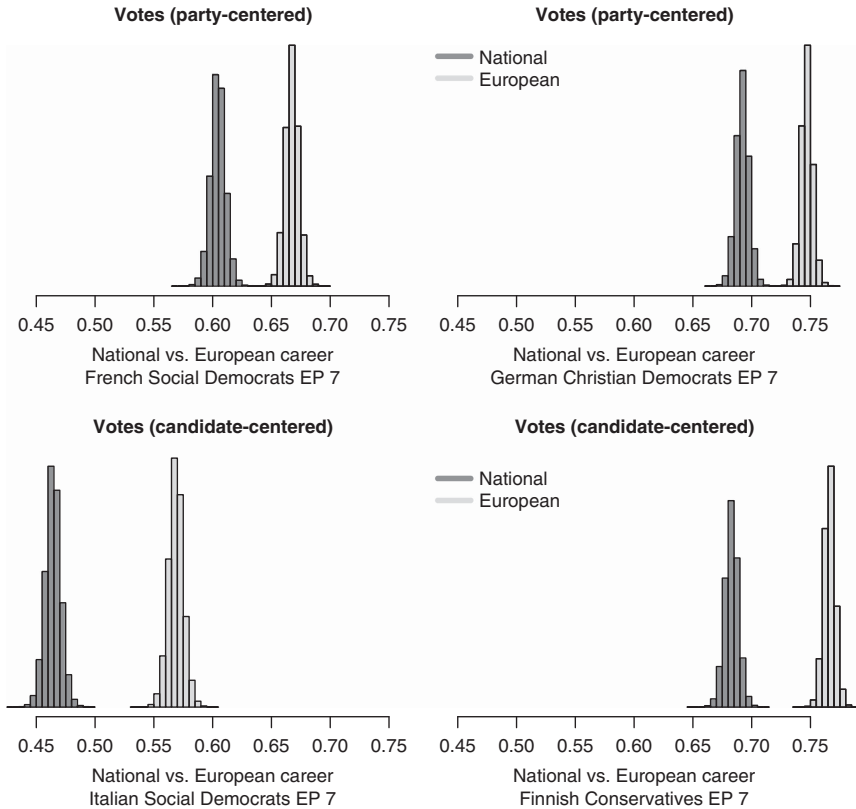 Votes (party-centered)
0.45 0.50 0.55 0.60 0.65 0.70 0.75
National vs. European career
French Social Democrats EP 7
Votes (party-centered)
National
European
0.45 0.50 0.55 0.60 0.65 0.70 0.75
National vs. European career
German Christian Democrats EP 7
Votes (candidate-centered)
0.45 0.50 0.55 0.60 0.65 0.70 0.75
National vs. European career
Italian Social Democrats EP 7
Votes (candidate-centered)
National
European
0.45 0.50 0.55 0.60 0.65 0.70 0.75
National vs. European career
Finnish Conservatives EP 7